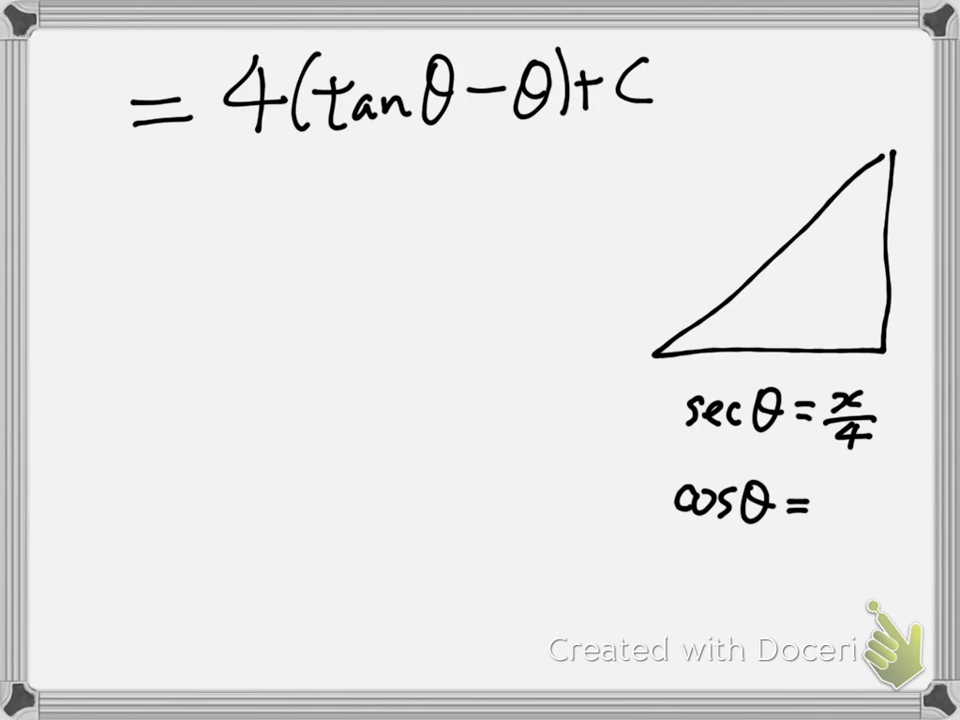 = 4(tanθ - θ) + C
secθ = x/4
cosθ =
Created with Doceri